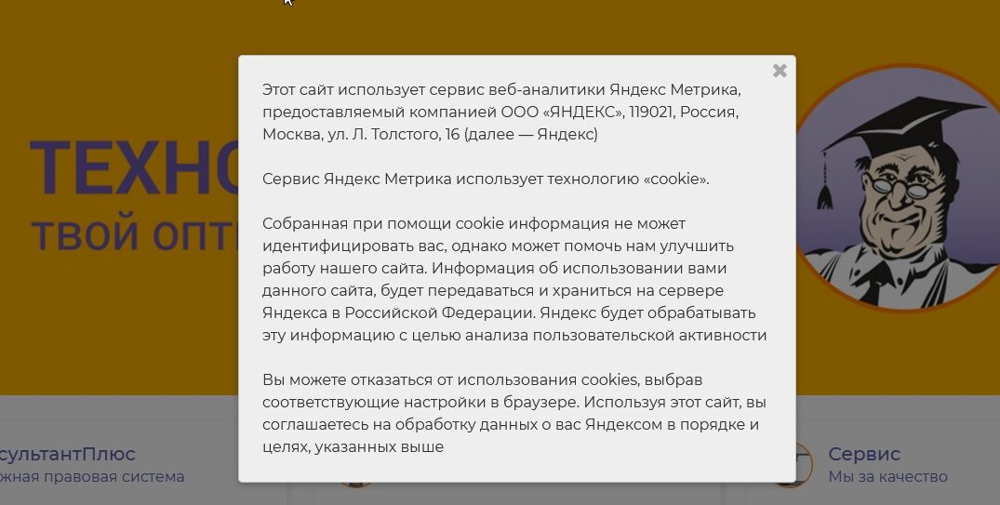 Этот сайт использует сервис веб-аналитики Яндекс Метрика,
предоставляемый компанией ООО «ЯНДЕКС», 119021, Россия,
Москва, ул. Л. Толстого, 16 (далее — Яндекс)
Сервис Яндекс Метрика использует технологию «cookie».
Собранная при помощи cookie информация не может
идентифицировать вас, однако может помочь нам улучшить
работу нашего сайта. Информация об использовании вами
данного сайта, будет передаваться и храниться на сервере
Яндекса в Российской Федерации. Яндекс будет обрабатывать
эту информацию с целью анализа пользовательской активности
Вы можете отказаться от использования cookies, выбрав
соответствующие настройки в браузере. Используя этот сайт, вы
соглашаетесь на обработку данных о вас Яндексом в порядке и
целях, указанных выше
ТЕХНО
ТВОЙ ОПТИ
сультантПлюс
жная правовая система
Сервис
Мы за качество